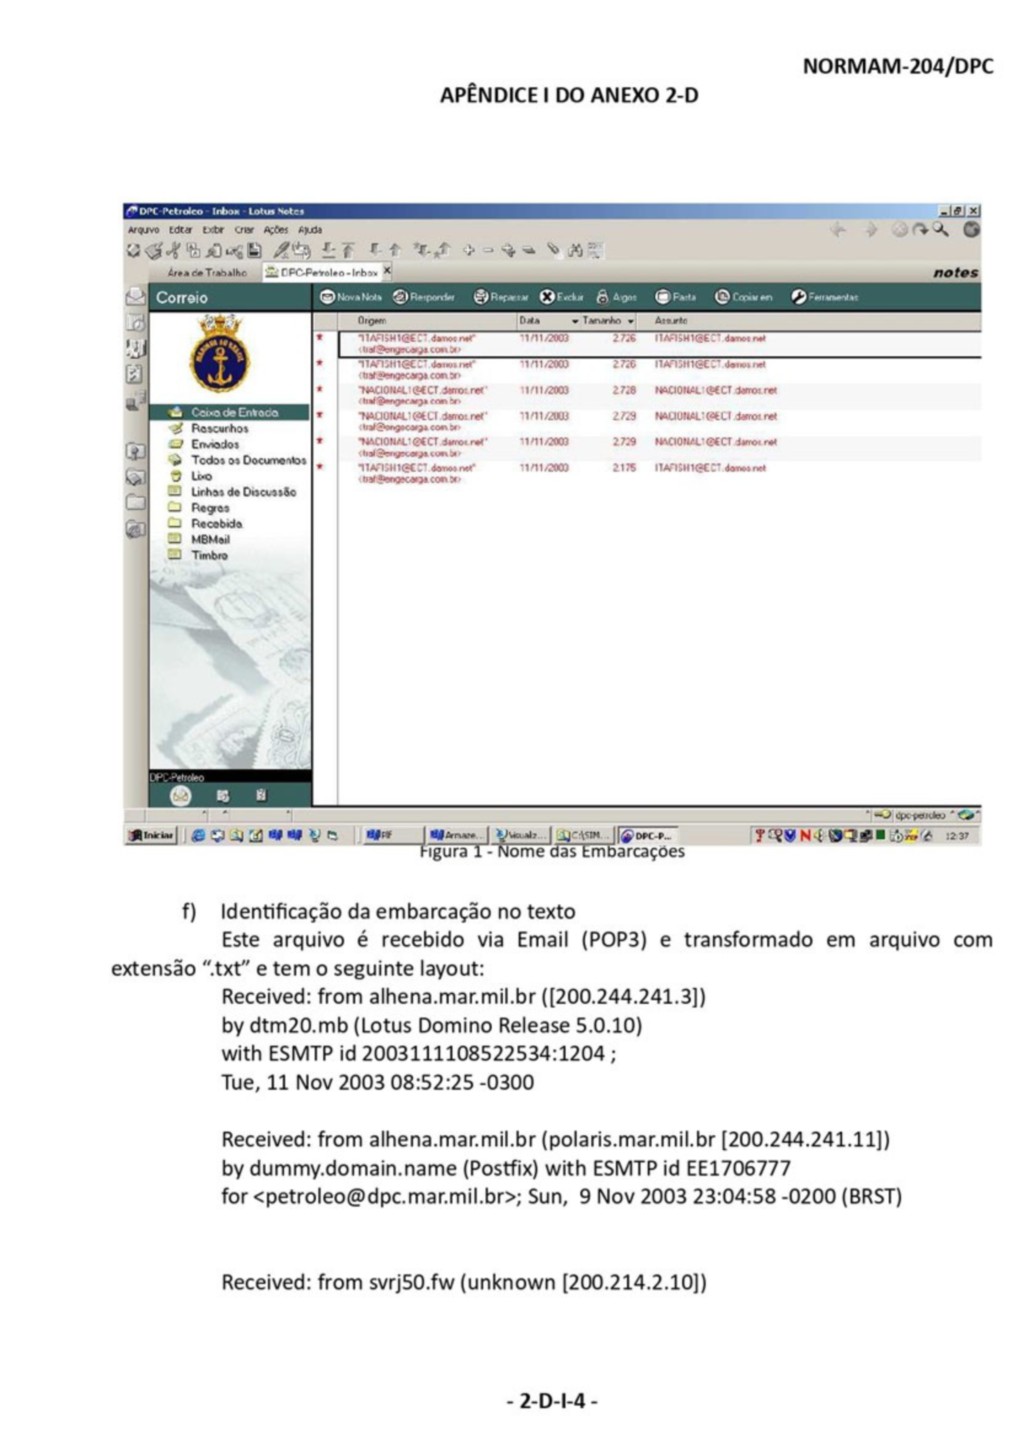 NORMAM-204/DPC
APÊNDICE I DO ANEXO 2-D
DPC-Petroleo - Inbox - Lotus Notes
Arquivo Editar Exibir Criar Ações Ajuda
Área de Trabalho DPC-Petroleo - Inbox
notes
Correio
Nova Nota Responder Repassar Excluir Pasta Copiar em Ferramentas
Origem Data Tamanho Assunto
"ITAFISH1@ECT.damos.net" 11/11/2003 2.726 ITAFISH1@ECT.damos.net
<traf@engecarga.com.br>
"ITAFISH1@ECT.damos.net" 11/11/2003 2.726 ITAFISH1@ECT.damos.net
<traf@engecarga.com.br>
"NACIONAL1@ECT.damos.net" 11/11/2003 2.728 NACIONAL1@ECT.damos.net
<traf@engecarga.com.br>
"NACIONAL1@ECT.damos.net" 11/11/2003 2.729 NACIONAL1@ECT.damos.net
<traf@engecarga.com.br>
"NACIONAL1@ECT.damos.net" 11/11/2003 2.729 NACIONAL1@ECT.damos.net
<traf@engecarga.com.br>
"ITAFISH1@ECT.damos.net" 11/11/2003 2.175 ITAFISH1@ECT.damos.net
<traf@engecarga.com.br>
Caixa de Entrada
Rascunhos
Enviados
Todos os Documentos
Lixo
Linhas de Discussão
Regras
Recebida
MBMail
Timbro
DPC-Petroleo
dpc-petroleo
Iniciar DPC-P... 12:37
Figura 1 - Nome das Embarcações
f) Identificação da embarcação no texto
Este arquivo é recebido via Email (POP3) e transformado em arquivo com
extensão “.txt” e tem o seguinte layout:
Received: from alhena.mar.mil.br ([200.244.241.3])
by dtm20.mb (Lotus Domino Release 5.0.10)
with ESMTP id 2003111108522534:1204 ;
Tue, 11 Nov 2003 08:52:25 -0300
Received: from alhena.mar.mil.br (polaris.mar.mil.br [200.244.241.11])
by dummy.domain.name (Postfix) with ESMTP id EE1706777
for <petroleo@dpc.mar.mil.br>; Sun, 9 Nov 2003 23:04:58 -0200 (BRST)
Received: from svrj50.fw (unknown [200.214.2.10])
- 2-D-I-4 -